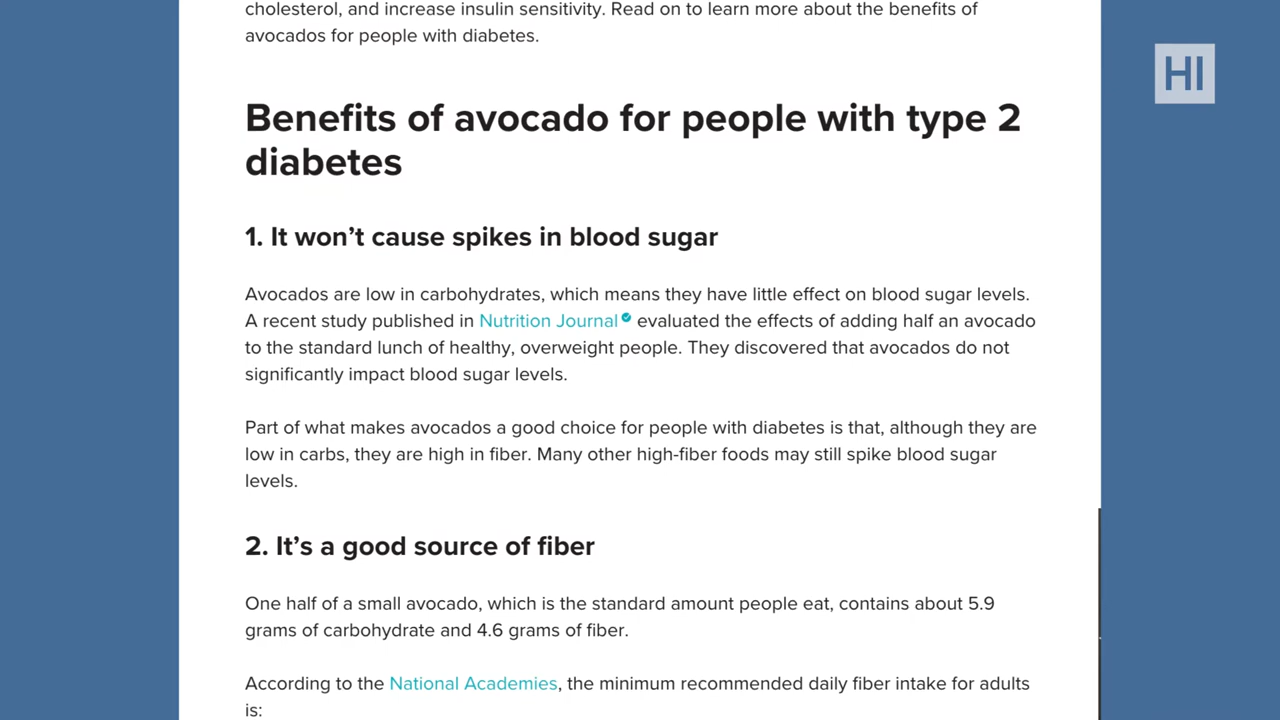 cholesterol, and increase insulin sensitivity. Read on to learn more about the benefits of
avocados for people with diabetes.
HI
Benefits of avocado for people with type 2
diabetes
1. It won’t cause spikes in blood sugar
Avocados are low in carbohydrates, which means they have little effect on blood sugar levels.
A recent study published in Nutrition Journal evaluated the effects of adding half an avocado
to the standard lunch of healthy, overweight people. They discovered that avocados do not
significantly impact blood sugar levels.
Part of what makes avocados a good choice for people with diabetes is that, although they are
low in carbs, they are high in fiber. Many other high-fiber foods may still spike blood sugar
levels.
2. It’s a good source of fiber
One half of a small avocado, which is the standard amount people eat, contains about 5.9
grams of carbohydrate and 4.6 grams of fiber.
According to the National Academies, the minimum recommended daily fiber intake for adults
is: